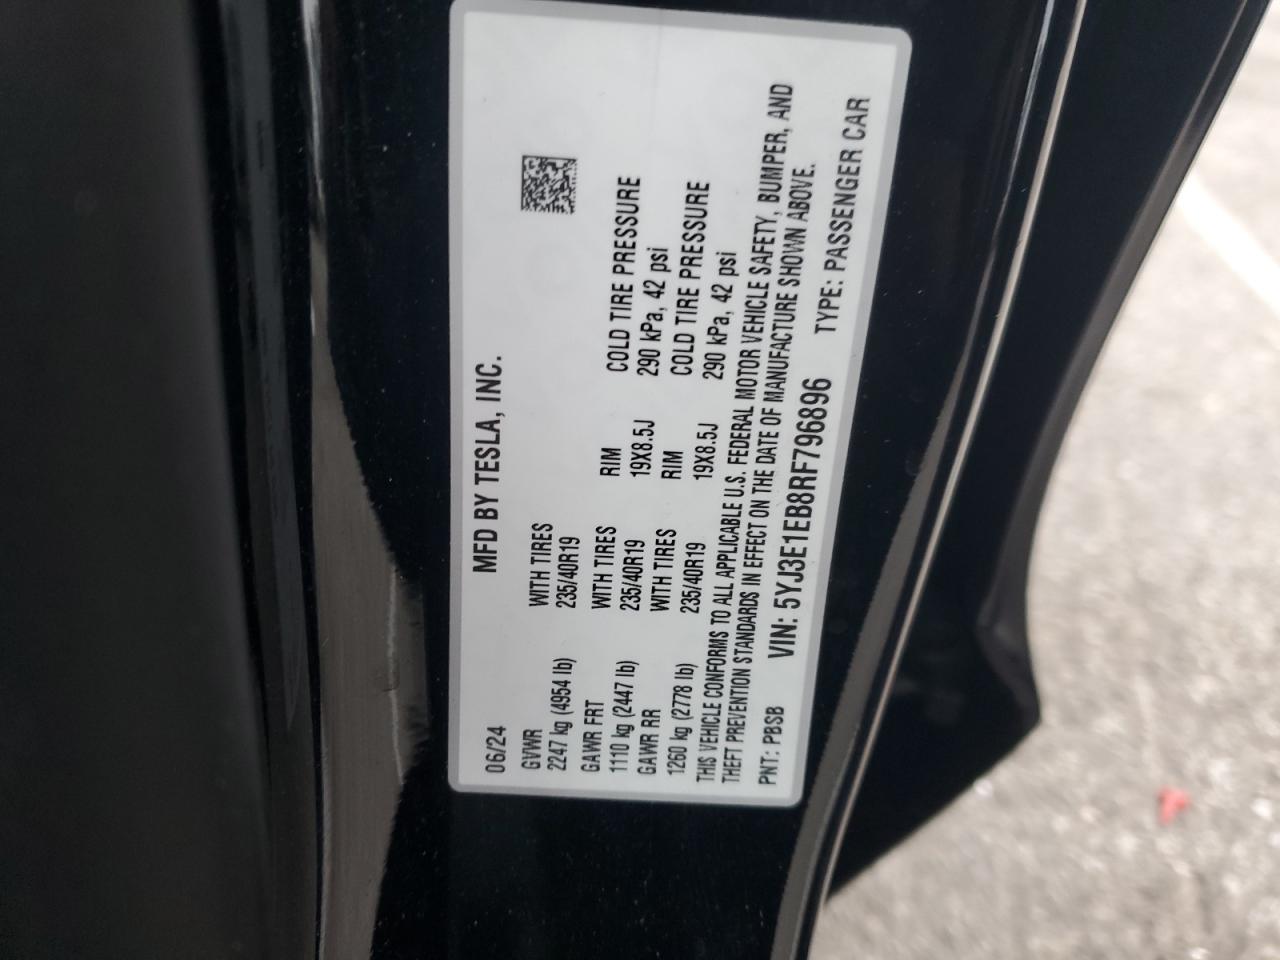 06/24 MFD BY TESLA, INC.
GVWR WITH TIRES
2247 kg (4954 lb) 235/40R19
GAWR FRT WITH TIRES RIM COLD TIRE PRESSURE
1110 kg (2447 lb) 235/40R19 19X8.5J 290 kPa, 42 psi
GAWR RR WITH TIRES RIM COLD TIRE PRESSURE
1260 kg (2778 lb) 235/40R19 19X8.5J 290 kPa, 42 psi
THIS VEHICLE CONFORMS TO ALL APPLICABLE U.S. FEDERAL MOTOR VEHICLE SAFETY, BUMPER, AND
THEFT PREVENTION STANDARDS IN EFFECT ON THE DATE OF MANUFACTURE SHOWN ABOVE.
PNT: PBSB VIN: 5YJ3E1EB8RF796896 TYPE: PASSENGER CAR